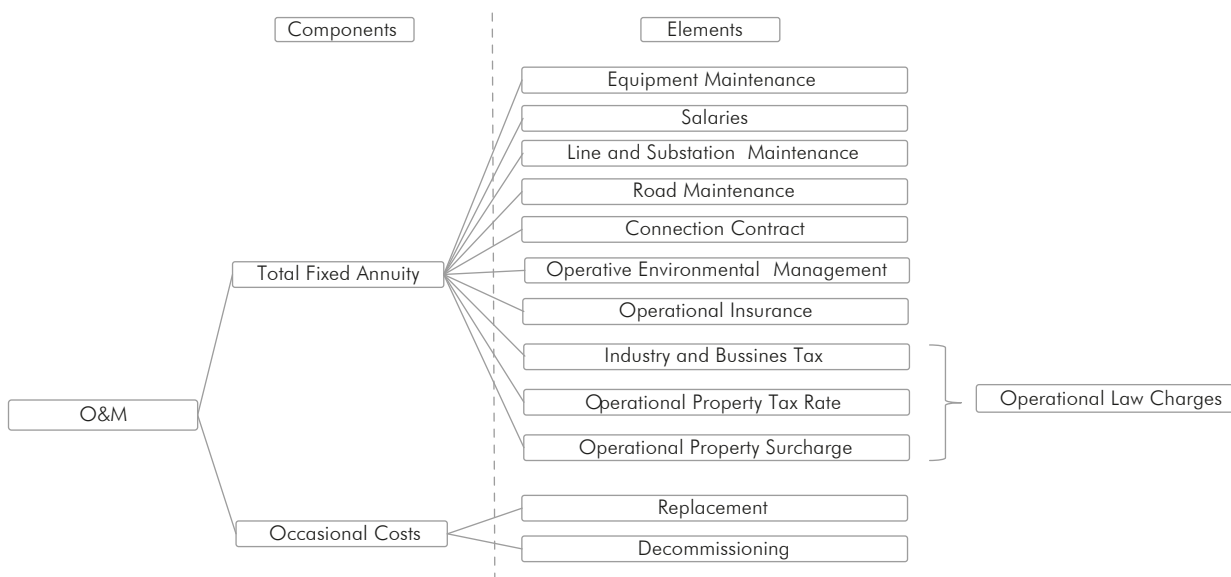 Components
Elements
Equipment Maintenance
Salaries
Line and Substation Maintenance
Road Maintenance
Connection Contract
Total Fixed Annuity
Operative Environmental Management
Operational Insurance
Industry and Bussines Tax
Operational Property Tax Rate
Operational Law Charges
O&M
Operational Property Surcharge
Replacement
Occasional Costs
Decommissioning